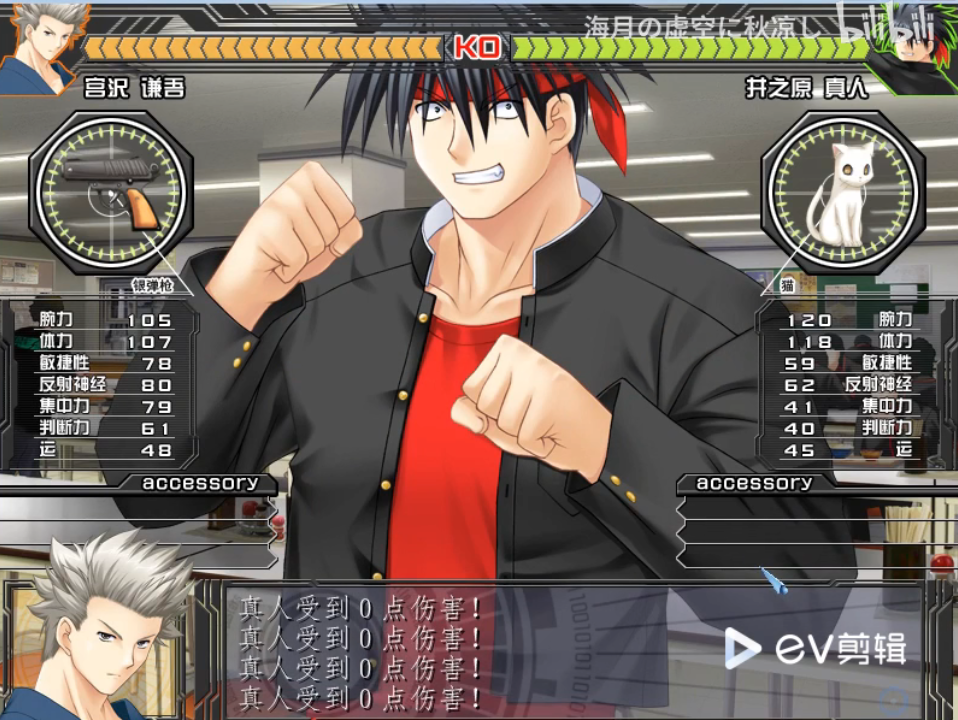 海月の虚空に秋凉し bilibili
KO
宫沢 谦吾
井之原 真人
银弹枪
猫
腕力 105
体力 107
敏捷性 78
反射神经 80
集中力 79
判断力 61
运 48
120 腕力
118 体力
59 敏捷性
62 反射神经
41 集中力
40 判断力
45 运
accessory
accessory
真人受到0点伤害!
真人受到0点伤害!
真人受到0点伤害!
真人受到0点伤害!
ev剪辑